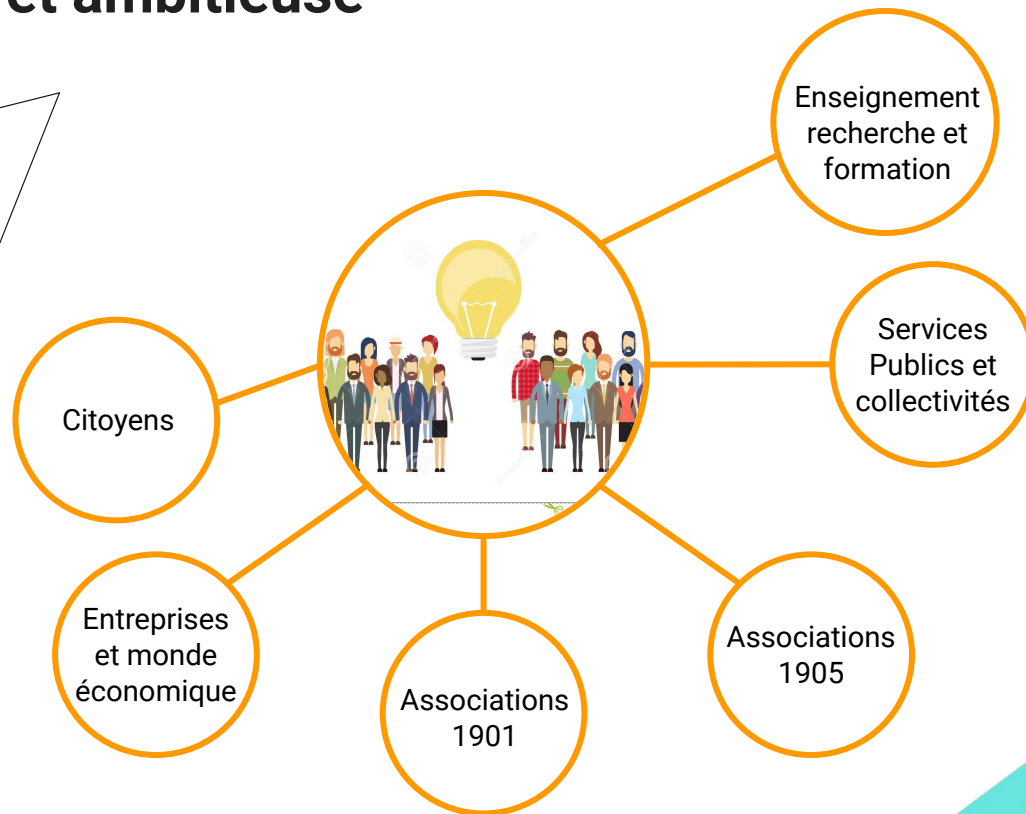 et ambitieuse
Enseignement
recherche et
formation
Services
Publics et
collectivités
Citoyens
Entreprises
et monde
économique
Associations
1901
Associations
1905